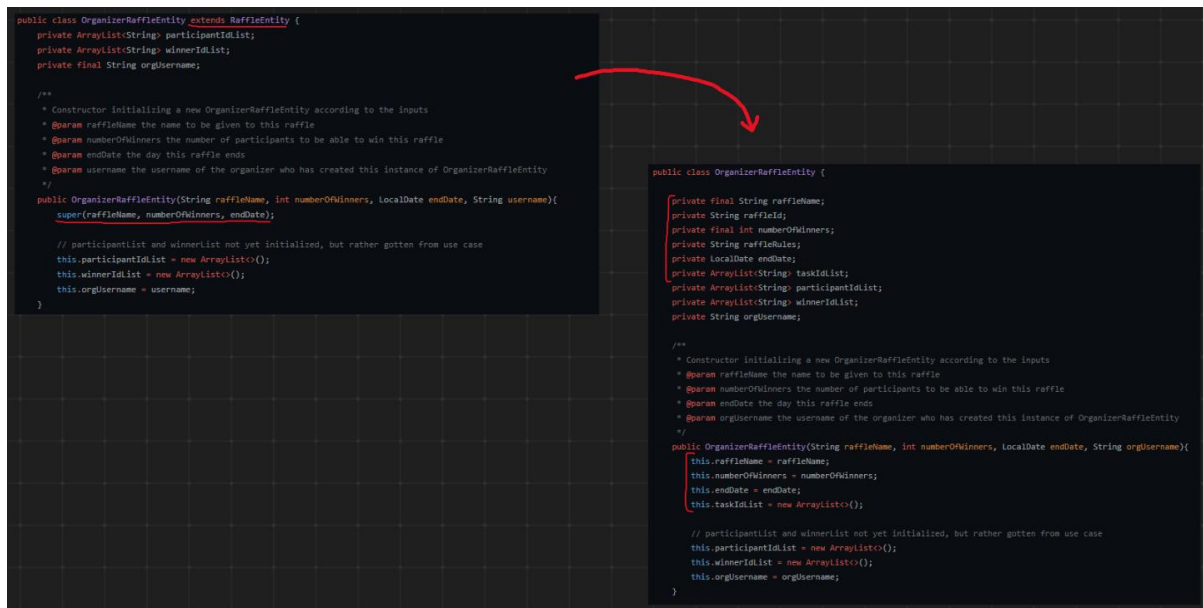 public class OrganizerRaffleEntity extends RaffleEntity {
private ArrayList<String> participantIdList;
private ArrayList<String> winnerIdList;
private final String orgUsername;
/**
* Constructor initializing a new OrganizerRaffleEntity according to the inputs
* @param raffleName the name to be given to this raffle
* @param numberOfWinners the number of participants to be able to win this raffle
* @param endDate the day this raffle ends
* @param username the username of the organizer who has created this instance of OrganizerRaffleEntity
*/
public OrganizerRaffleEntity(String raffleName, int numberOfWinners, LocalDate endDate, String username){
super(raffleName, numberOfWinners, endDate);
// participantList and winnerList not yet initialized, but rather gotten from use case
this.participantIdList = new ArrayList<>();
this.winnerIdList = new ArrayList<>();
this.orgUsername = username;
}
public class OrganizerRaffleEntity {
private final String raffleName;
private String raffleId;
private final int numberOfWinners;
private String raffleRules;
private LocalDate endDate;
private ArrayList<String> taskIdList;
private ArrayList<String> participantIdList;
private ArrayList<String> winnerIdList;
private String orgUsername;
/**
* Constructor initializing a new OrganizerRaffleEntity according to the inputs
* @param raffleName the name to be given to this raffle
* @param numberOfWinners the number of participants to be able to win this raffle
* @param endDate the day this raffle ends
* @param orgUsername the username of the organizer who has created this instance of OrganizerRaffleEntity
*/
public OrganizerRaffleEntity(String raffleName, int numberOfWinners, LocalDate endDate, String orgUsername){
this.raffleName = raffleName;
this.numberOfWinners = numberOfWinners;
this.endDate = endDate;
this.taskIdList = new ArrayList<>();
// participantList and winnerList not yet initialized, but rather gotten from use case
this.participantIdList = new ArrayList<>();
this.winnerIdList = new ArrayList<>();
this.orgUsername = orgUsername;
}